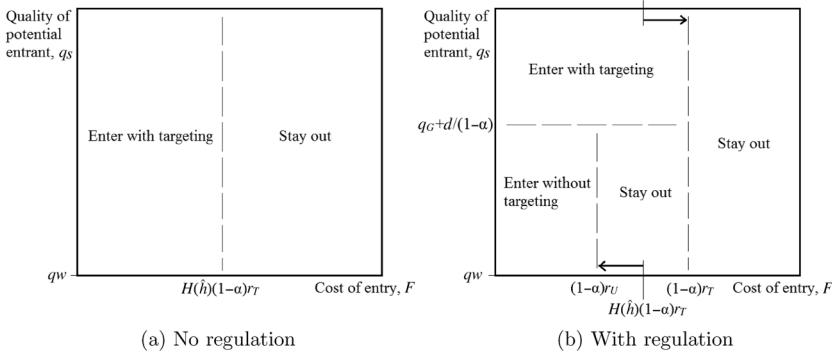 Quality of
potential
entrant, qS
Enter with targeting
Stay out
qW
H(ĥ)(1−α)rT
Cost of entry, F
(a) No regulation
Quality of
potential
entrant, qS
Enter with targeting
qG+d/(1−α)
Stay out
Enter without
targeting
Stay out
qW
(1−α)rU
(1−α)rT
Cost of entry, F
H(ĥ)(1−α)rT
(b) With regulation